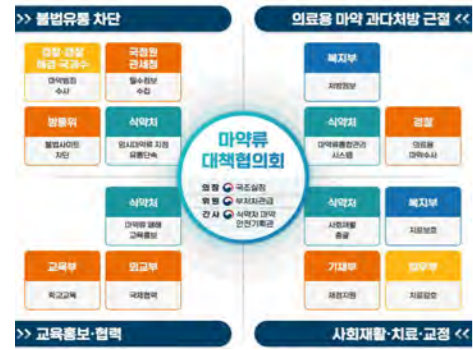 >> 불법유통 차단
의료용 마약 과다처방 근절 <<
검찰·경찰
해경·국과수
마약범죄
수사
국정원
관세청
밀수정보
수집
복지부
처방정보
방통위
불법사이트
차단
식약처
임시마약류 지정
유통단속
식약처
마약류통합관리
시스템
경찰
의료용
마약수사
마약류
대책협의회
의 장 국조실장
위 원 부처차관급
간 사 식약처 마약
안전기획관
식약처
마약류 폐해
교육홍보
식약처
사회재활
총괄
복지부
치료보호
교육부
학교교육
외교부
국제협력
기재부
재정지원
법무부
치료감호
>> 교육홍보·협력
사회재활·치료·교정 <<